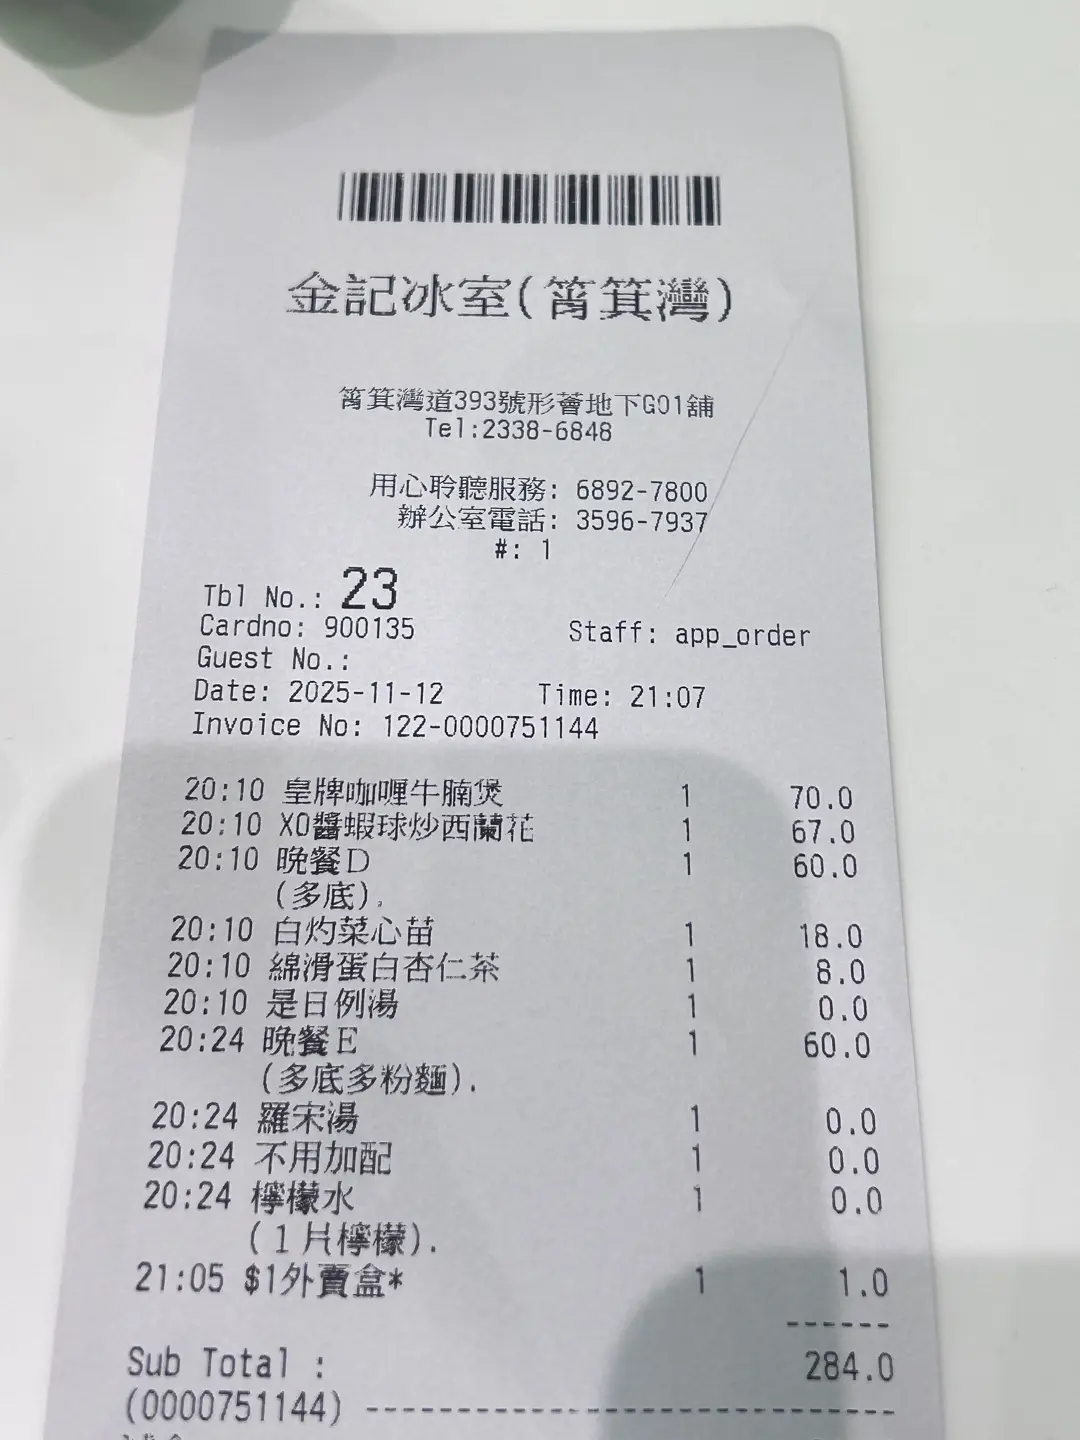 金記冰室(筲箕灣)
筲箕灣道393號形薈地下G01舖
Tel:2338-6848
用心聆聽服務: 6892-7800
辦公室電話: 3596-7937
#: 1
Tbl No.: 23
Cardno: 900135 Staff: app_order
Guest No.:
Date: 2025-11-12 Time: 21:07
Invoice No: 122-0000751144
20:10 皇牌咖喱牛腩煲 1 70.0
20:10 XO醬蝦球炒西蘭花 1 67.0
20:10 晚餐D 1 60.0
(多底).
20:10 白灼菜心苗 1 18.0
20:10 綿滑蛋白杏仁茶 1 8.0
20:10 是日例湯 1 0.0
20:24 晚餐E 1 60.0
(多底多粉麵).
20:24 羅宋湯 1 0.0
20:24 不用加配 1 0.0
20:24 檸檬水 1 0.0
(1片檸檬).
21:05 $1外賣盒* 1 1.0
------
Sub Total : 284.0
(0000751144) ------------------------------------